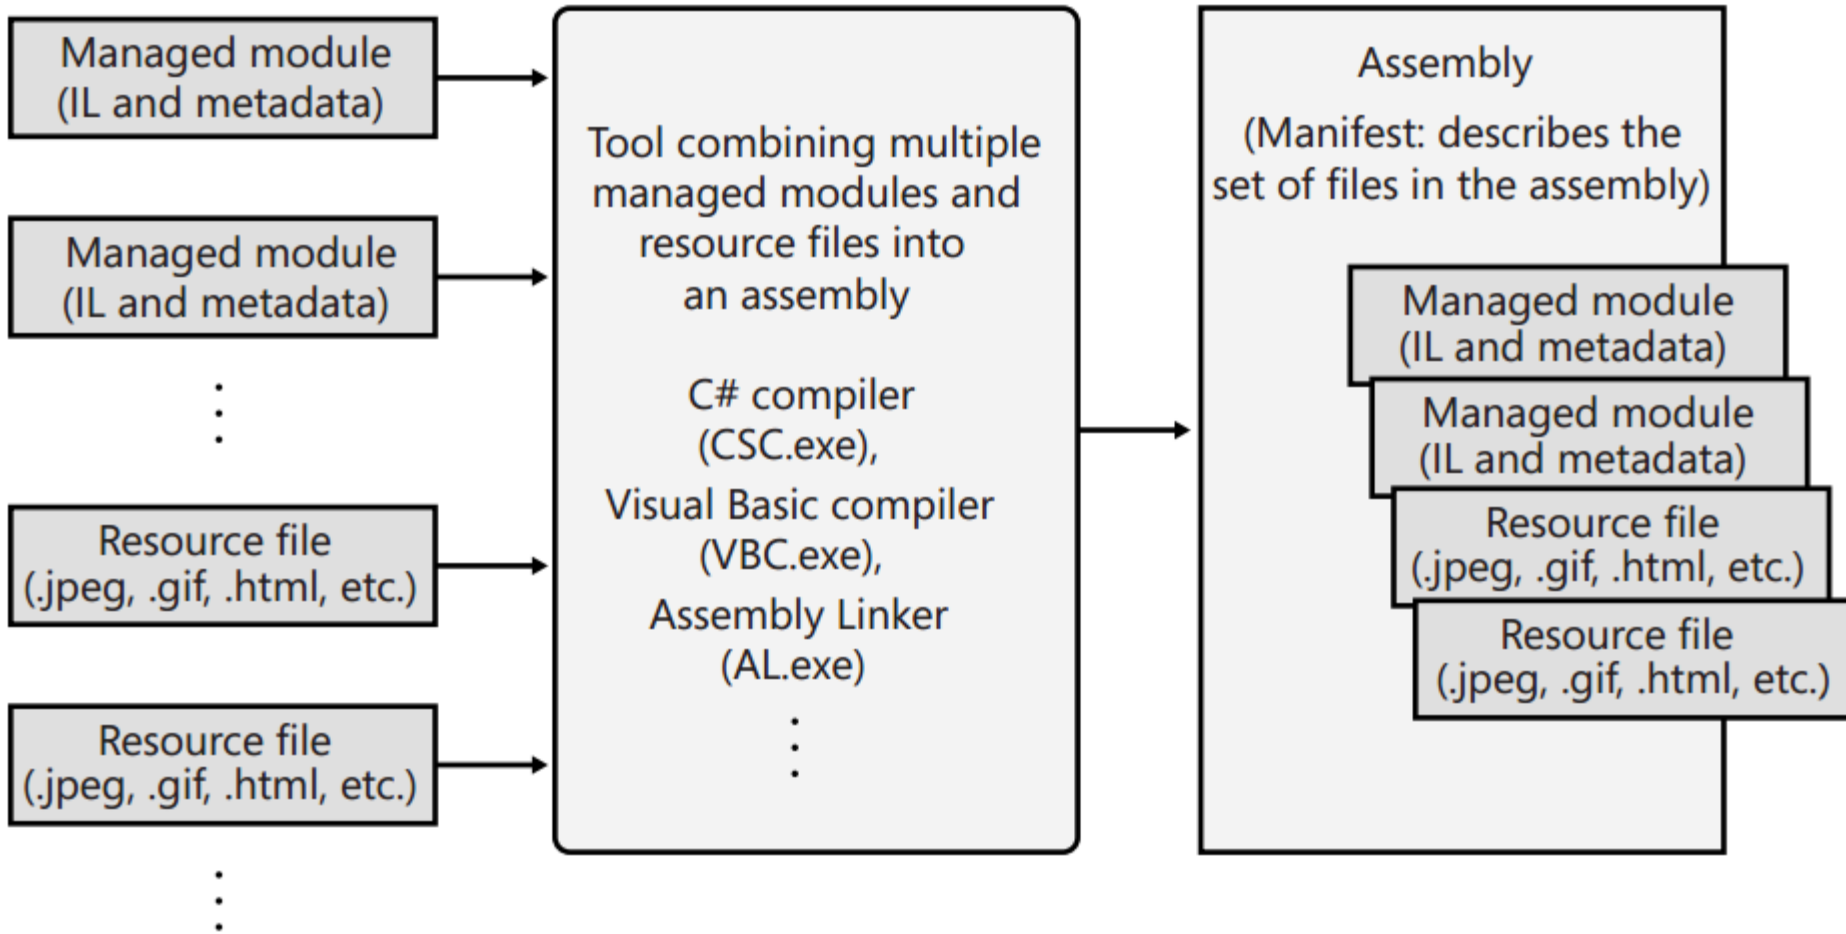 Managed module
(IL and metadata)
Managed module
(IL and metadata)
Resource file
(.jpeg, .gif, .html, etc.)
Resource file
(.jpeg, .gif, .html, etc.)
Tool combining multiple
managed modules and
resource files into
an assembly
C# compiler
(CSC.exe),
Visual Basic compiler
(VBC.exe),
Assembly Linker
(AL.exe)
Assembly
(Manifest: describes the
set of files in the assembly)
Managed module
(IL and metadata)
Managed module
(IL and metadata)
Resource file
(.jpeg, .gif, .html, etc.)
Resource file
(.jpeg, .gif, .html, etc.)